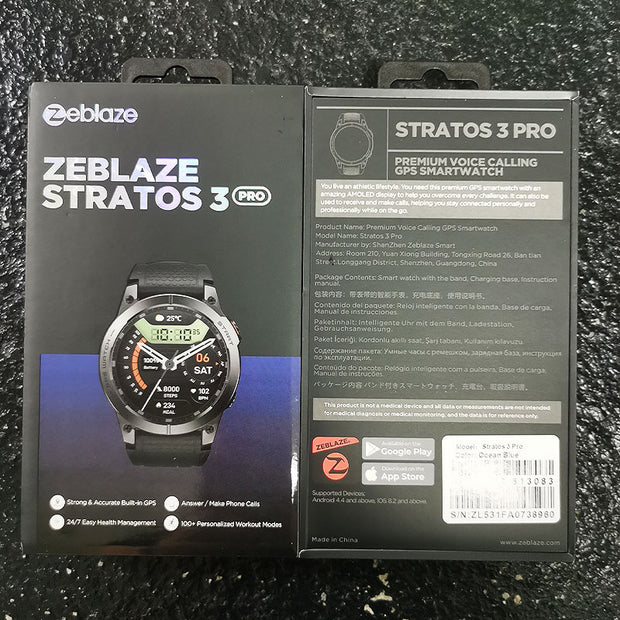 Zeblaze
ZEBLAZE
STRATOS 3 PRO
25°C
10:10 85
100%
Battery
06
SAT
8000
STEPS
102
BPM
234
KCAL
START
Strong & Accurate Built-in GPS
Answer / Make Phone Calls
24/7 Easy Health Management
100+ Personalized Workout Modes
STRATOS 3 PRO
PREMIUM VOICE CALLING
GPS SMARTWATCH
You live an athletic lifestyle. You need this premium GPS smartwatch with an
amazing AMOLED display to help you overcome every challenge. It can also be
used to receive and make calls, helping you stay connected personally and
professionally while on the go.
Product Name: Premium Voice Calling GPS Smartwatch
Model Name: Stratos 3 Pro
Manufacturer by: ShenZhen Zeblaze Smart
Address: Room 210, Yuan Xiong Building, Tongxing Road 26, Ban tian
Street Longgang District, Shenzhen, Guangdong, China
Package Contents: Smart watch with the band, Charging base, Instruction
manual.
包装内容：带表带的智能手表、充电底座、使用说明书。
Contenido del paquete: Reloj inteligente con la banda, Base de carga,
Manual de instrucciones.
Paketinhalt: Intelligente Uhr mit dem Band, Ladestation,
Gebrauchsanweisung.
Paket İçeriği: Kordonlu akıllı saat, Şarj tabanı, Kullanım kılavuzu.
Содержание пакета: Умные часы с ремешком, зарядная база, инструкция
по эксплуатации.
Conteúdo do pacote: Relógio inteligente com a pulseira, Base de carga,
Manual de instruções.
パッケージ内容 バンド付きスマートウォッチ、充電台、取扱説明書。
This product is not a medical device and all data or measurements are not intended
for medical diagnosis or medical monitoring, and the data is for reference only.
ZEBLAZE
Available on the
Google Play
Download on the
App Store
Supported Devices:
Android 4.4 and above, iOS 8.2 and above.
Model: Stratos 3 Pro
Color: Ocean Blue
513083
S/N:ZL531FA0738980
Made in China
www.zeblaze.com